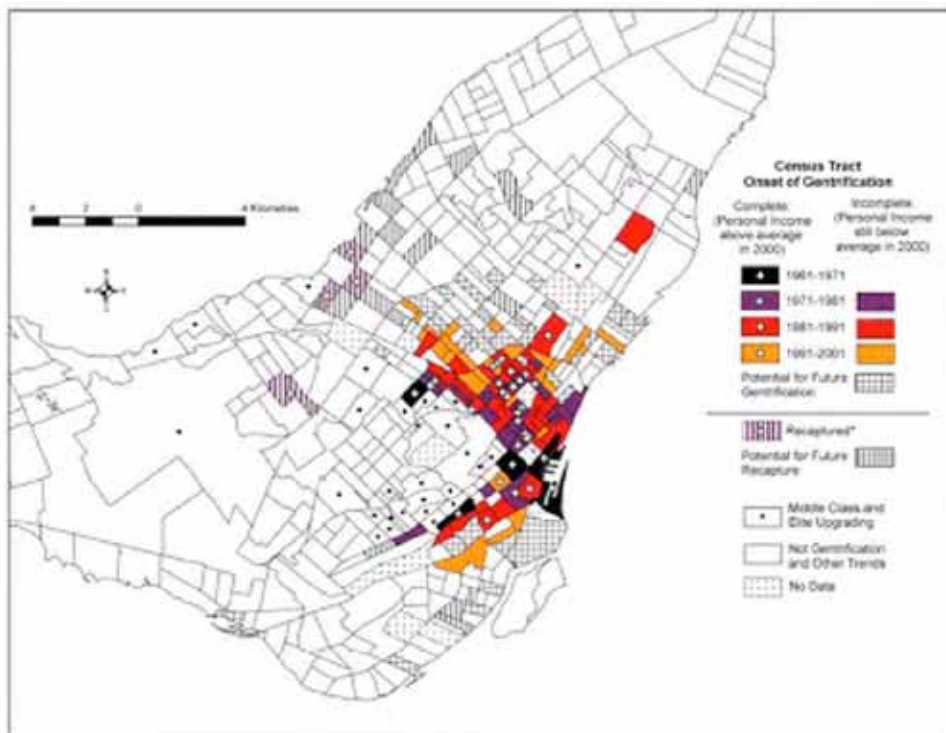 Census Tract
Onset of Gentrification
Complete
(Personal Income
above average
in 2000)
Incomplete
(Personal Income
still below
average in 2000)
1961-1971
1971-1981
1981-1991
1991-2001
Potential for Future
Gentrification
Recaptured*
Potential for Future
Recapture
Middle Class and
Elite Upgrading
Not Gentrification
and Other Trends
No Data
4 2 0 4 Kilometres